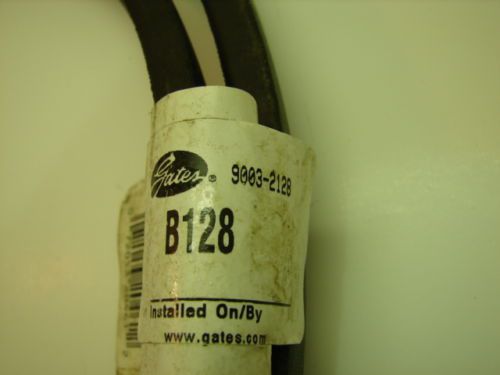 Gates® 9003-2128
B128
Installed On/By
www.gates.com